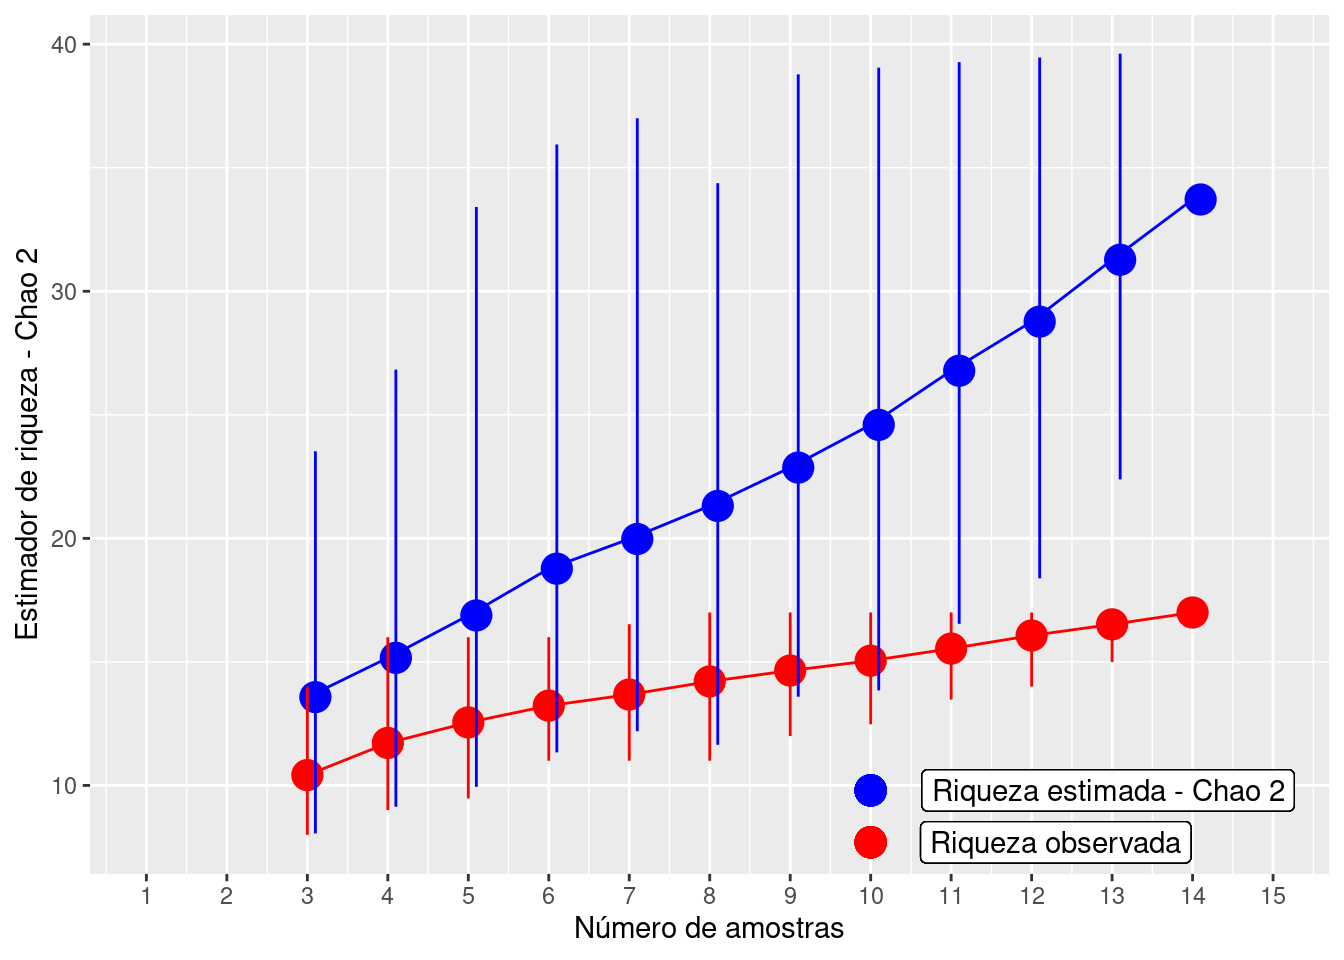 Estimador de riqueza - Chao 2
40
30
20
10
Riqueza estimada - Chao 2
Riqueza observada
1 2 3 4 5 6 7 8 9 10 11 12 13 14 15
Número de amostras